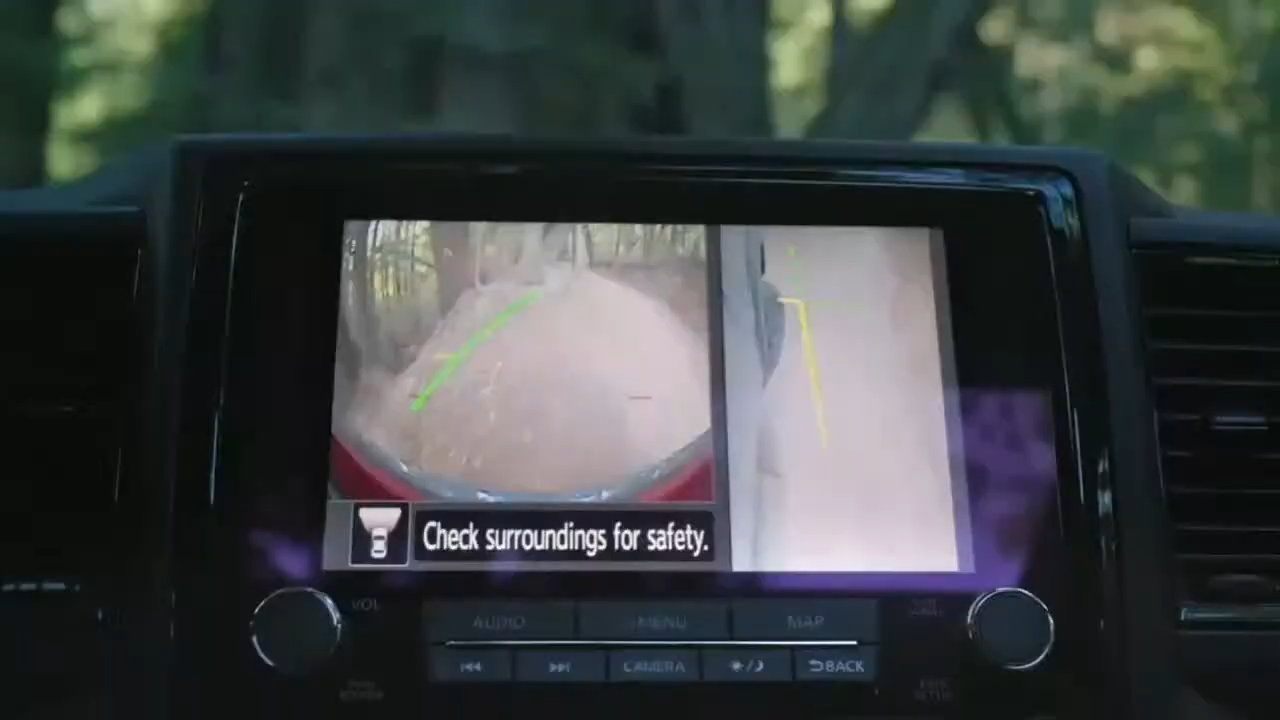 Check surroundings for safety.
VOL
AUDIO
MENU
MAP
CAMERA
BACK